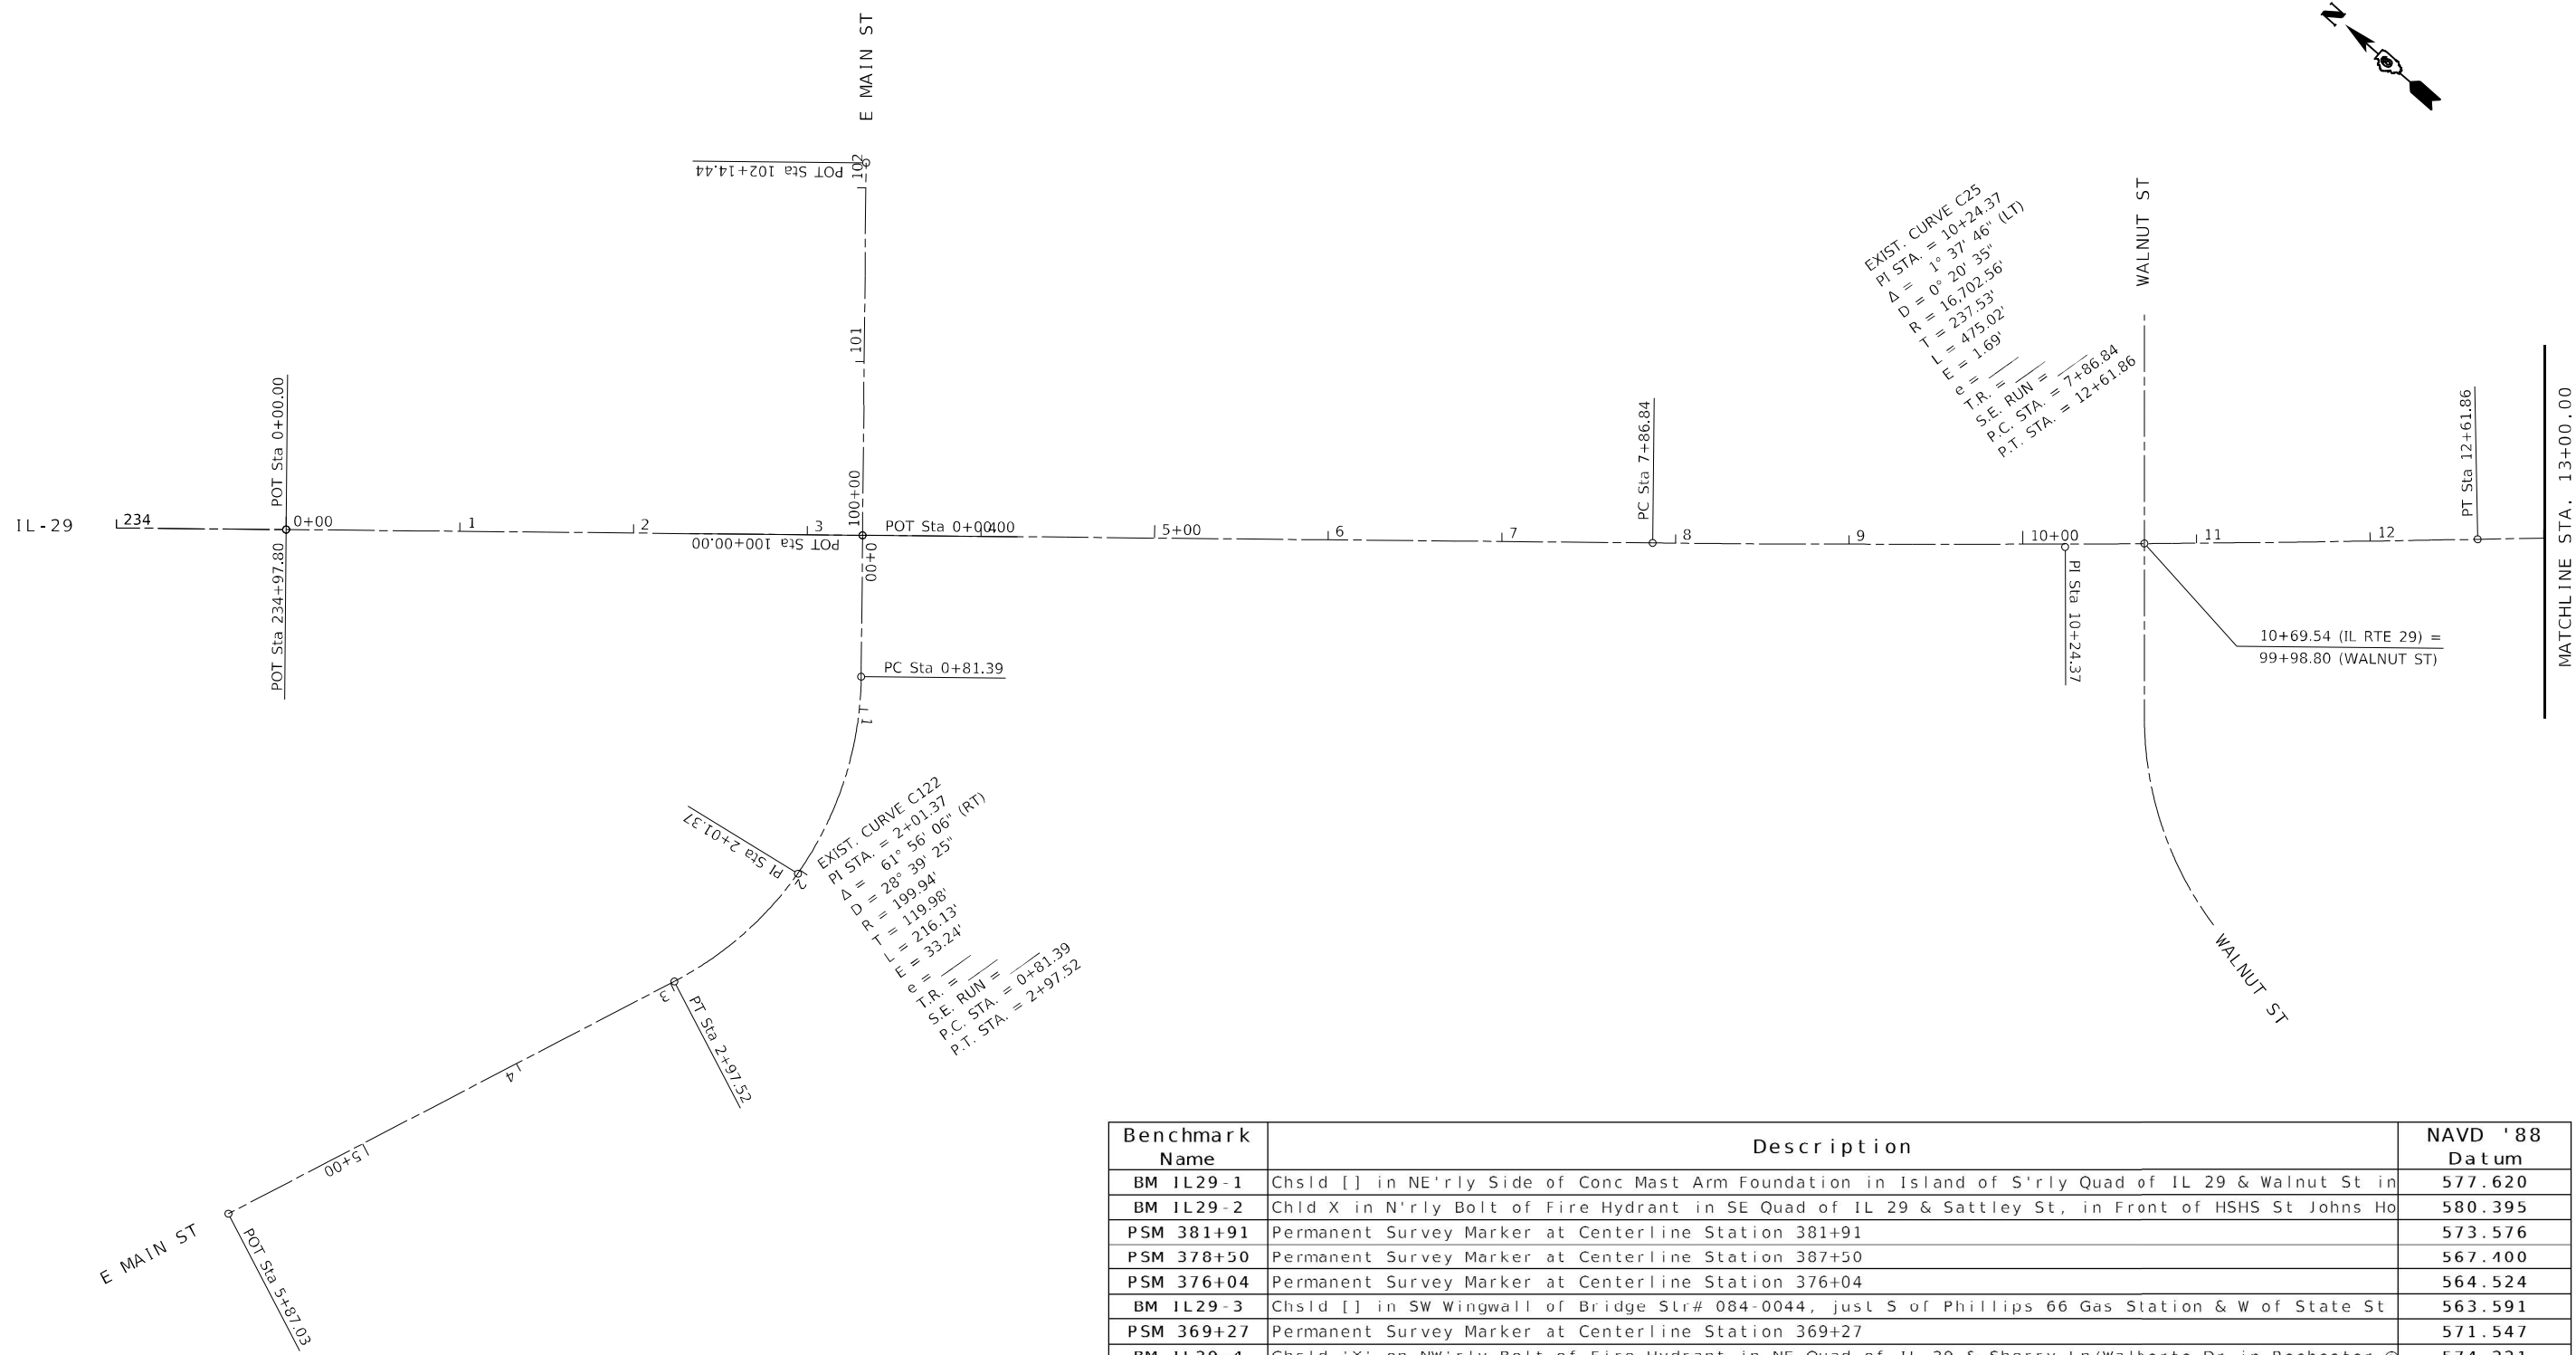 N
E MAIN ST
POT Sta 102+14.44
102
101
100+00
IL-29
234
POT Sta 0+00.00
POT Sta 234+97.80
0+00
1
2
3
POT Sta 100+00.00
POT Sta 0+00.00
400
0+00
5+00
6
7
8
9
10+00
11
12
PC Sta 7+86.84
EXIST. CURVE C25
PI STA. = 10+24.37
Δ = 1° 37' 46" (LT)
D = 0° 20' 35"
R = 16,702.56'
T = 237.53'
L = 475.02'
E = 1.69'
e = ____
T.R. = ____
S.E. RUN = ____
P.C. STA. = 7+86.84
P.T. STA. = 12+61.86
WALNUT ST
PI Sta 10+24.37
10+69.54 (IL RTE 29) =
99+98.80 (WALNUT ST)
PT Sta 12+61.86
MATCHLINE STA. 13+00.00
WALNUT ST
PC Sta 0+81.39
1
PI Sta 2+01.37
2
EXIST. CURVE C122
PI STA. = 2+01.37
Δ = 61° 56' 06" (RT)
D = 28° 39' 25"
R = 199.94'
T = 119.98'
L = 216.13'
E = 33.24'
e = ____
T.R. = ____
S.E. RUN = ____
P.C. STA. = 0+81.39
P.T. STA. = 2+97.52
3
PT Sta 2+97.52
4
5+00
E MAIN ST
POT Sta 5+87.03
Benchmark Name Description NAVD '88 Datum
BM IL29-1 Chsld [] in NE'rly Side of Conc Mast Arm Foundation in Island of S'rly Quad of IL 29 & Walnut St in 577.620
BM IL29-2 Chld X in N'rly Bolt of Fire Hydrant in SE Quad of IL 29 & Sattley St, in Front of HSHS St Johns Ho 580.395
PSM 381+91 Permanent Survey Marker at Centerline Station 381+91 573.576
PSM 378+50 Permanent Survey Marker at Centerline Station 387+50 567.400
PSM 376+04 Permanent Survey Marker at Centerline Station 376+04 564.524
BM IL29-3 Chsld [] in SW Wingwall of Bridge Str# 084-0044, just S of Phillips 66 Gas Station & W of State St 563.591
PSM 369+27 Permanent Survey Marker at Centerline Station 369+27 571.547